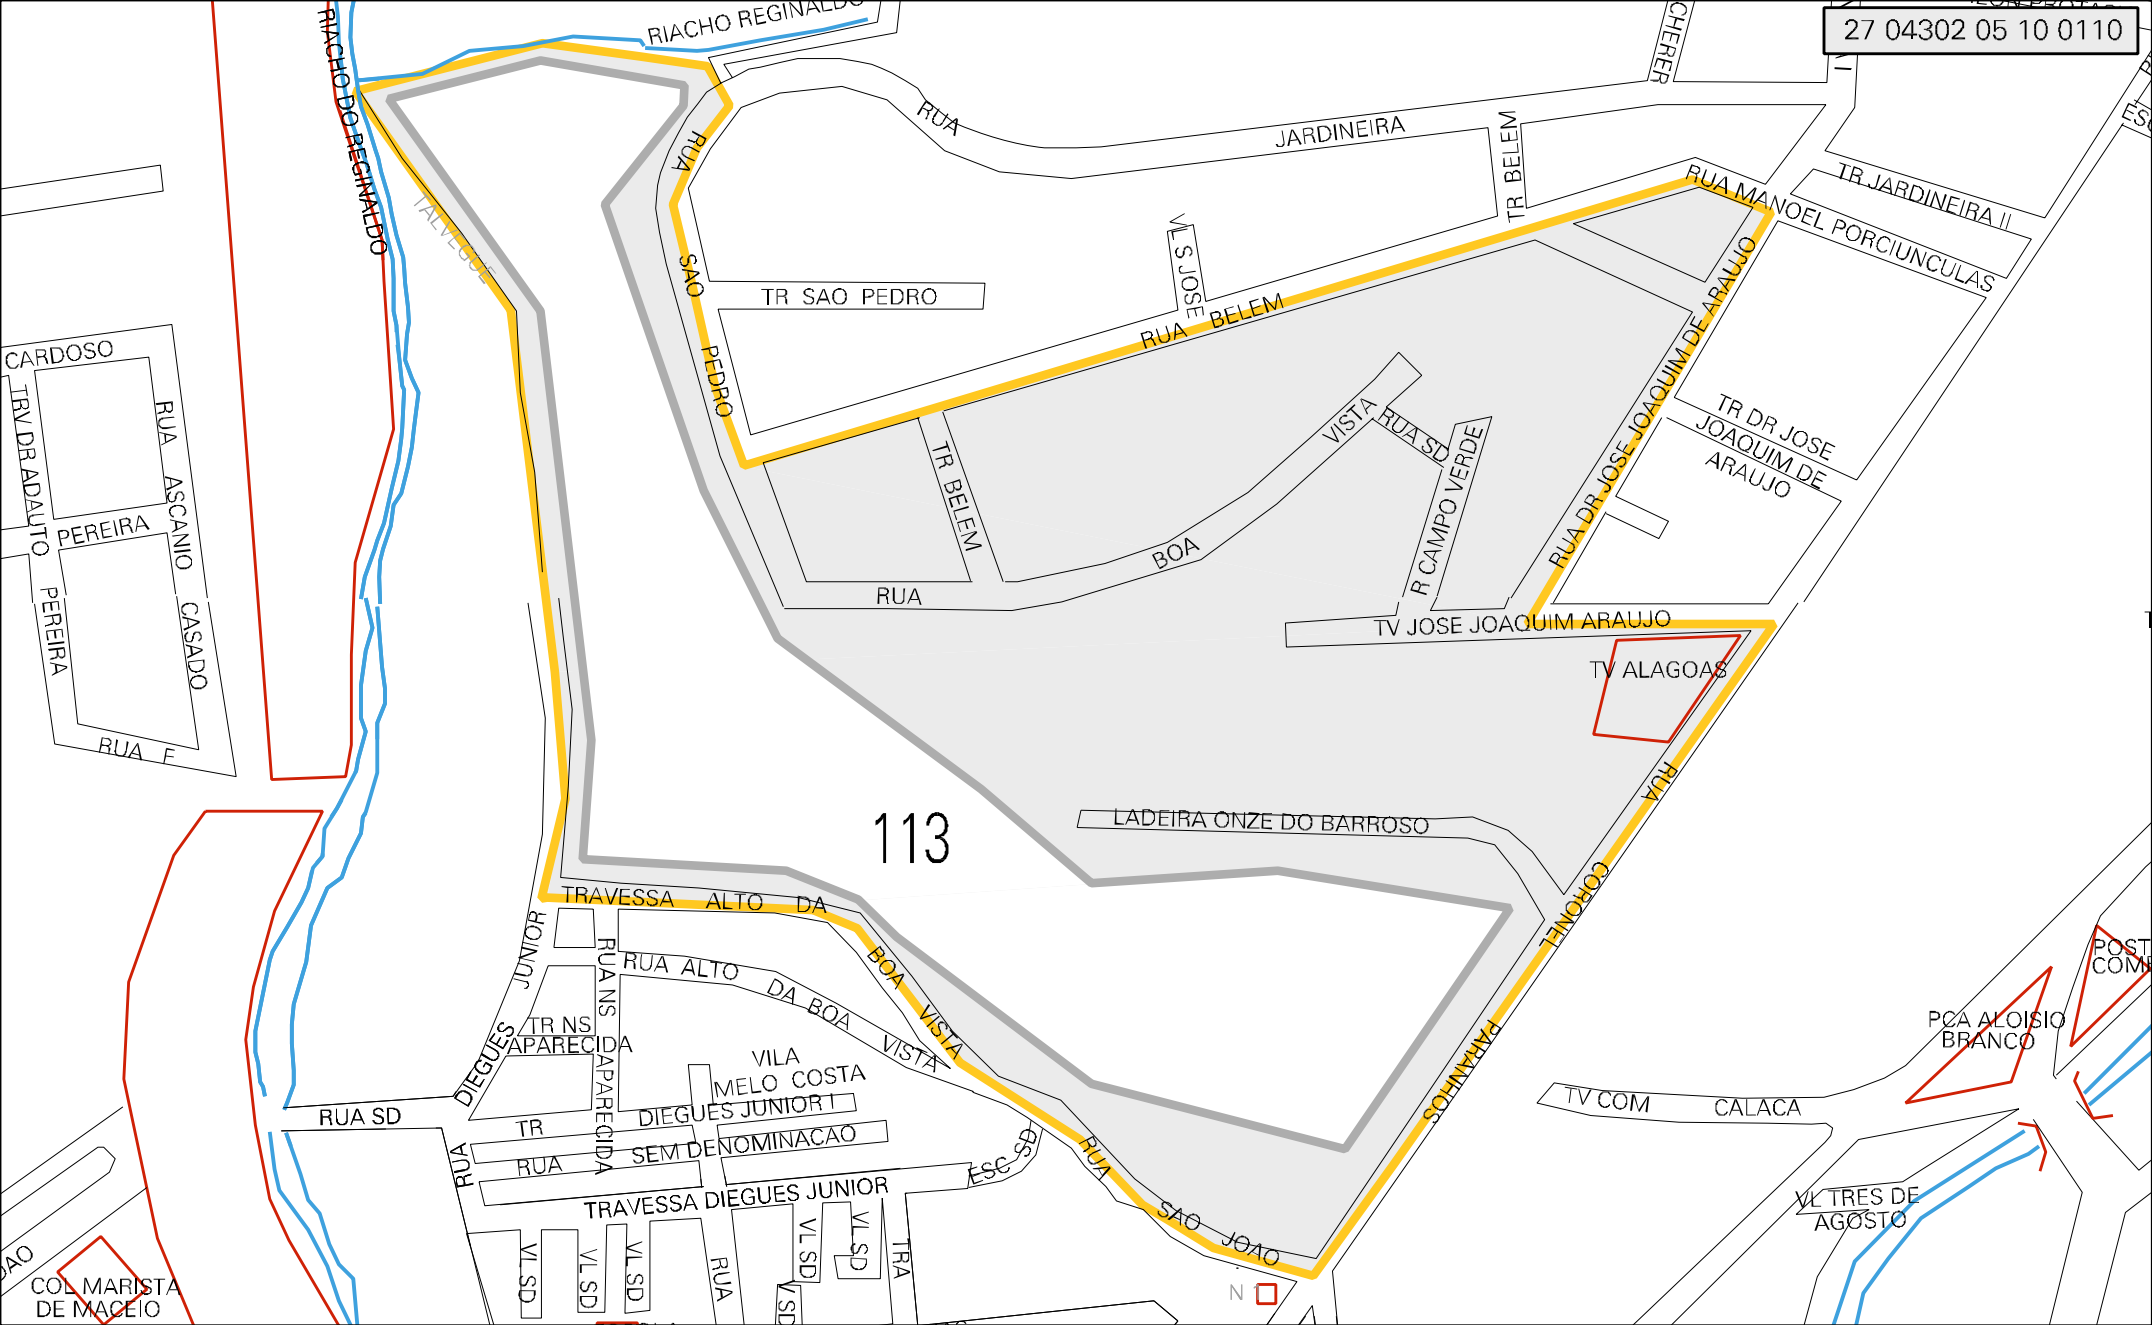 RIACHO REGINALDO
27 04302 05 10 0110
RIACHO DO REGINALDO
CHERER
RUA
JARDINEIRA
TR BELEM
TR JARDINEIRA II
RUA MANOEL PORCIUNCULAS
TALVEGUE
RUA SAO PEDRO
TR SAO PEDRO
VL S JOSE
RUA BELEM
CARDOSO
TRV DR ADAUTO PEREIRA
RUA ASCANIO CASADO
PEREIRA
RUA F
TR BELEM
RUA BOA VISTA
RUA SD
R CAMPO VERDE
RUA DR JOSE JOAQUIM DE ARAUJO
TR DR JOSE
JOAQUIM DE
ARAUJO
TV JOSE JOAQUIM ARAUJO
TV ALAGOAS
113
LADEIRA ONZE DO BARROSO
RUA CORONEL PARANHOS
TRAVESSA ALTO DA BOA VISTA
RUA ALTO DA BOA VISTA
RUA NS APARECIDA
RUA DIEGUES JUNIOR
TR NS
APARECIDA
VILA
MELO COSTA
TR DIEGUES JUNIOR I
RUA SEM DENOMINACAO
TRAVESSA DIEGUES JUNIOR
RUA SD
ESC SD
RUA SAO JOAO
VL SD
VL SD
VL SD
VL SD
VL SD
V SD
RUA
TRA
N
COL MARISTA
DE MACEIO
PCA ALOISIO
BRANCO
POST
COM
TV COM CALACA
VL TRES DE
AGOSTO